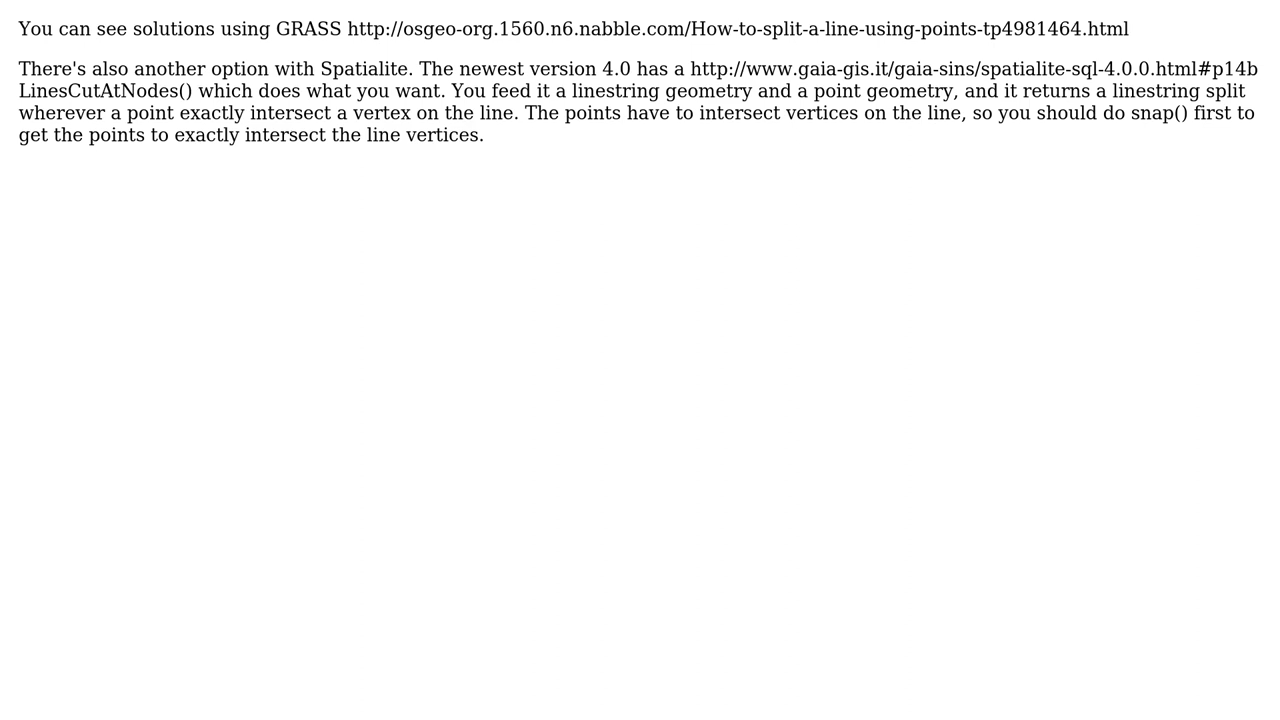 You can see solutions using GRASS http://osgeo-org.1560.n6.nabble.com/How-to-split-a-line-using-points-tp4981464.html
There's also another option with Spatialite. The newest version 4.0 has a http://www.gaia-gis.it/gaia-sins/spatialite-sql-4.0.0.html#p14b
LinesCutAtNodes() which does what you want. You feed it a linestring geometry and a point geometry, and it returns a linestring split
wherever a point exactly intersect a vertex on the line. The points have to intersect vertices on the line, so you should do snap() first to
get the points to exactly intersect the line vertices.